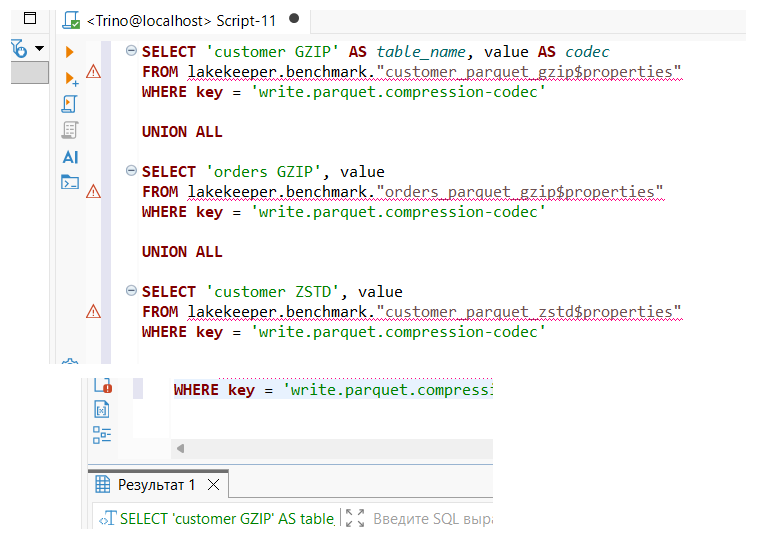 <Trino@localhost> Script-11
SELECT 'customer GZIP' AS table_name, value AS codec
FROM lakekeeper.benchmark."customer_parquet_gzip$properties"
WHERE key = 'write.parquet.compression-codec'
UNION ALL
SELECT 'orders GZIP', value
FROM lakekeeper.benchmark."orders_parquet_gzip$properties"
WHERE key = 'write.parquet.compression-codec'
UNION ALL
SELECT 'customer ZSTD', value
FROM lakekeeper.benchmark."customer_parquet_zstd$properties"
WHERE key = 'write.parquet.compression-codec'
AI
WHERE key = 'write.parquet.compressi
Результат 1
SELECT 'customer GZIP' AS table
Введите SQL выра